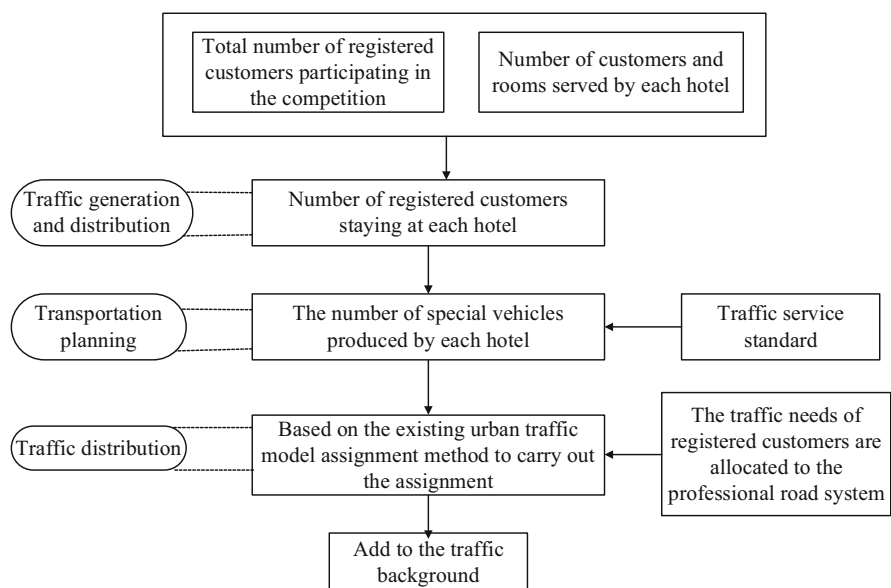 Total number of registered
customers participating in
the competition
Number of customers and
rooms served by each hotel
Traffic generation
and distribution
Number of registered customers
staying at each hotel
Transportation
planning
The number of special vehicles
produced by each hotel
Traffic service
standard
Traffic distribution
Based on the existing urban traffic
model assignment method to carry out
the assignment
The traffic needs of
registered customers are
allocated to the
professional road system
Add to the traffic
background